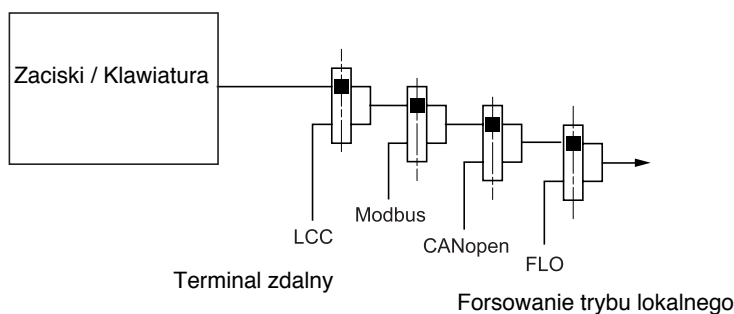 Zaciski / Klawiatura
LCC
Modbus
CANopen
FLO
Terminal zdalny
Forsowanie trybu lokalnego